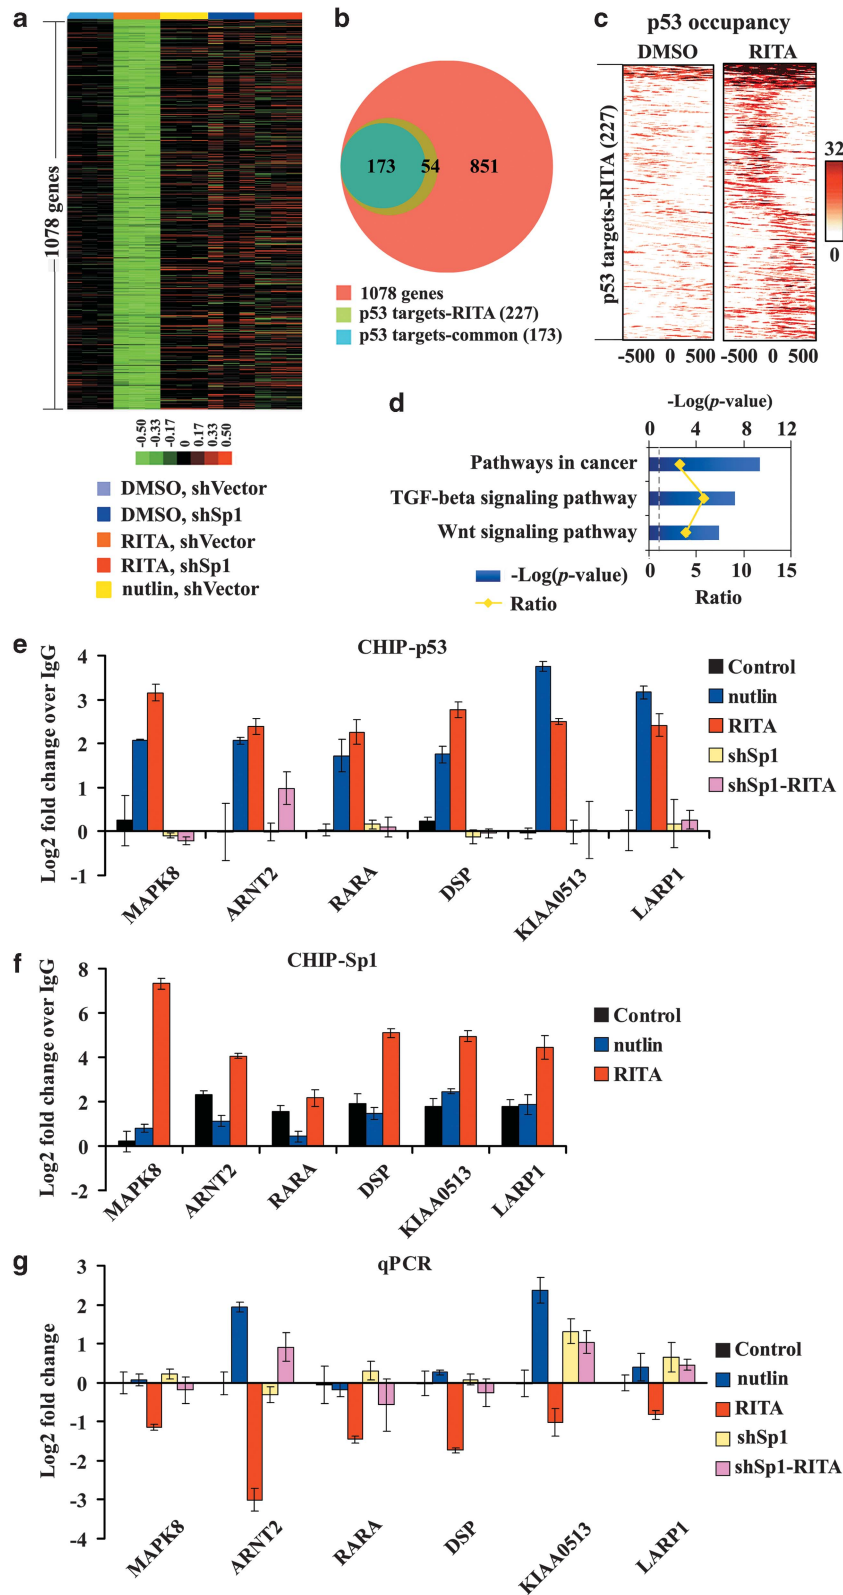 a
1078 genes
-0.50
-0.33
-0.17
0
0.17
0.33
0.50
DMSO, shVector
DMSO, shSp1
RITA, shVector
RITA, shSp1
nutlin, shVector
b
173
54
851
1078 genes
p53 targets-RITA (227)
p53 targets-common (173)
c
p53 occupancy
DMSO
RITA
p53 targets-RITA (227)
32
0
-500 0 500
-500 0 500
d
-Log(p-value)
0 4 8 12
Pathways in cancer
TGF-beta signaling pathway
Wnt signaling pathway
0 5 10 15
Ratio
-Log(p-value)
Ratio
e
CHIP-p53
Log2 fold change over IgG
4
3
2
1
0
-1
MAPK8
ARNT2
RARA
DSP
KIAA0513
LARP1
Control
nutlin
RITA
shSp1
shSp1-RITA
f
CHIP-Sp1
Log2 fold change over IgG
8
6
4
2
0
-2
MAPK8
ARNT2
RARA
DSP
KIAA0513
LARP1
Control
nutlin
RITA
g
qPCR
Log2 fold change
3
2
1
0
-1
-2
-3
-4
MAPK8
ARNT2
RARA
DSP
KIAA0513
LARP1
Control
nutlin
RITA
shSp1
shSp1-RITA